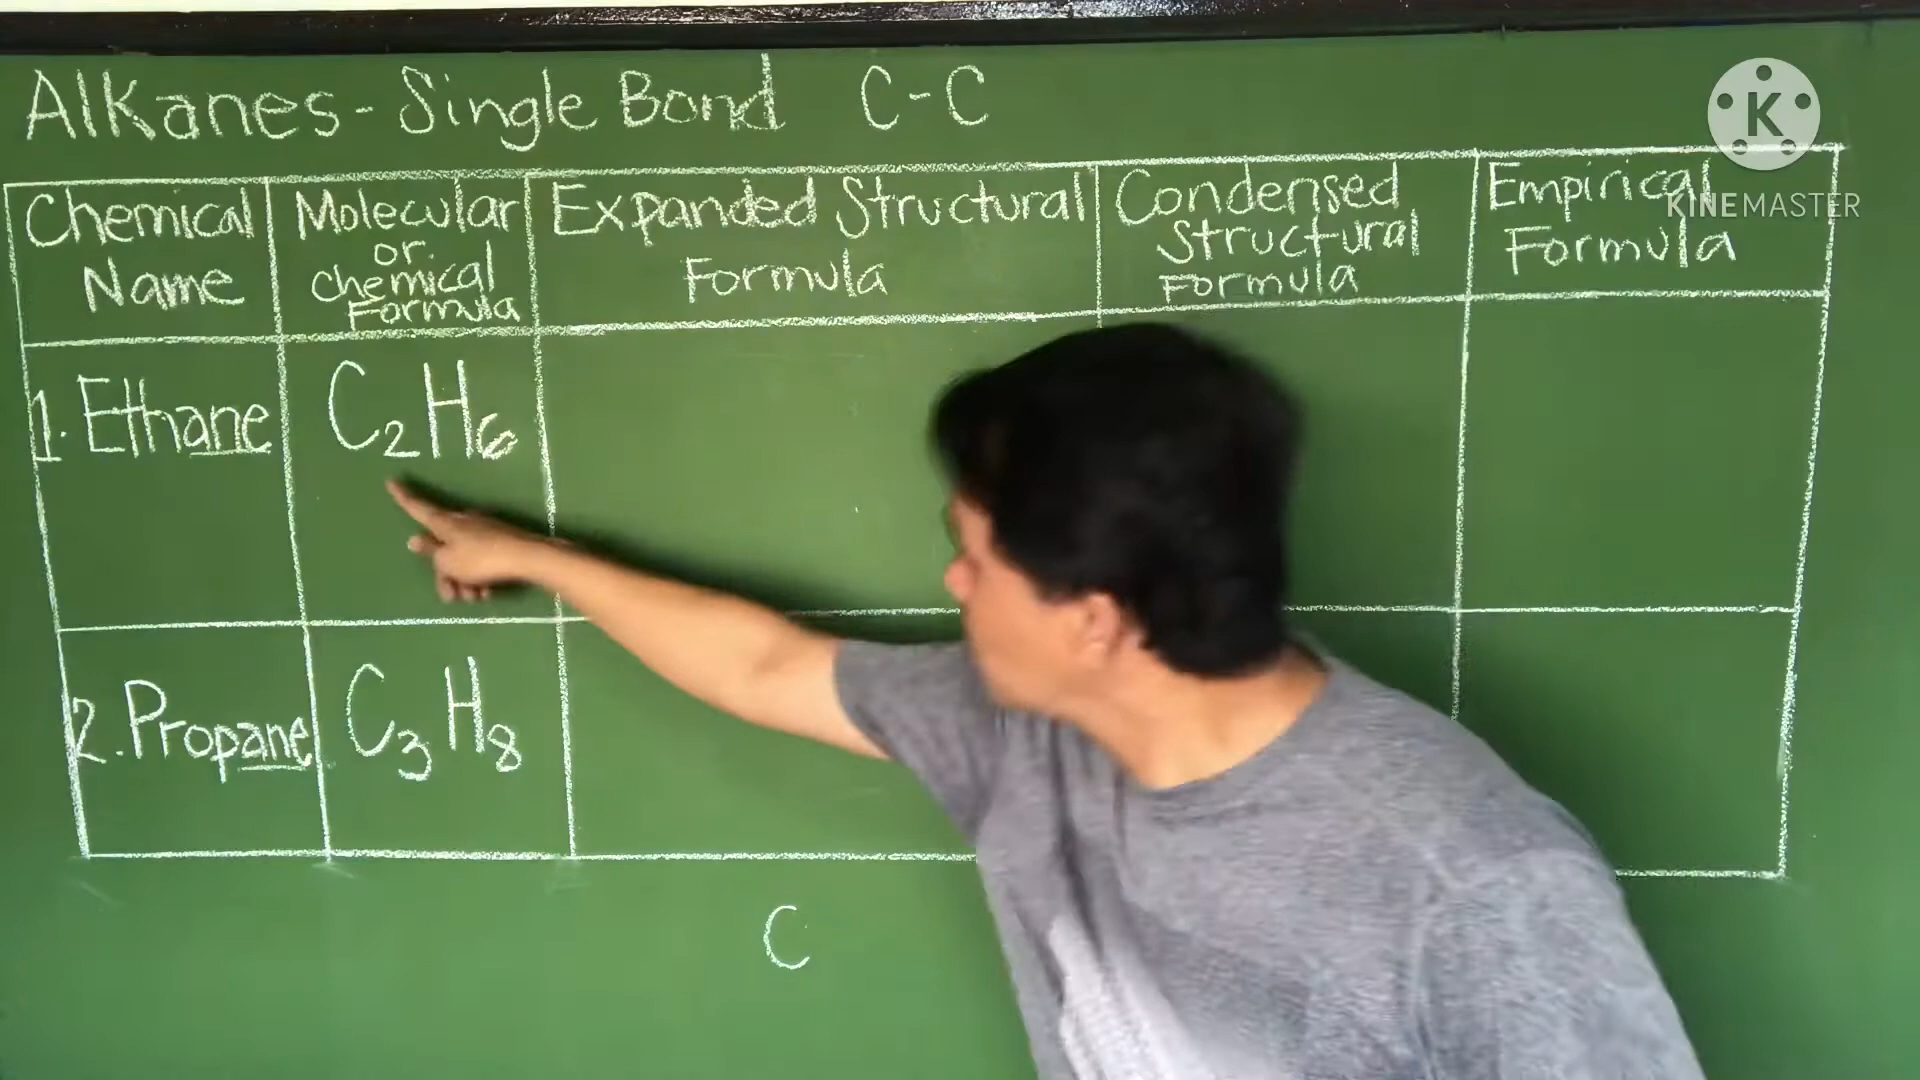 Alkanes - Single Bond C-C
Chemical
Name
Molecular
or
chemical
Formula
Expanded Structural
Formula
Condensed
Structural
Formula
Empirical
Formula
K
KINEMASTER
1. Ethane
C₂H₆
2. Propane
C₃H₈
C